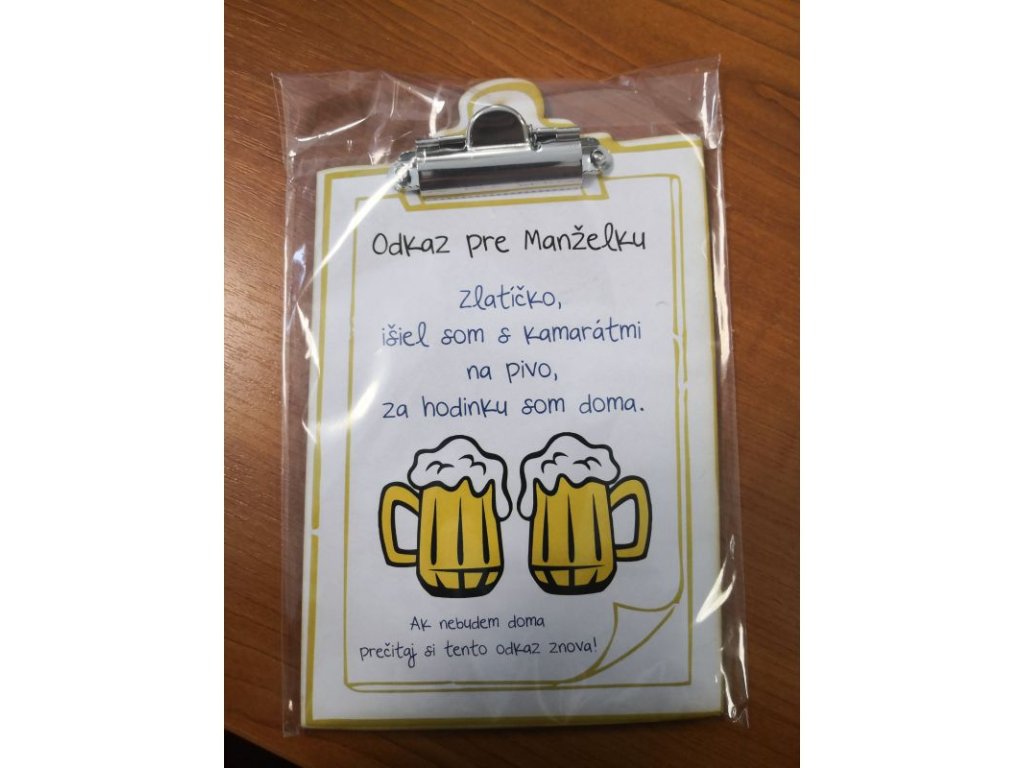 Odkaz pre Manželku
Zlatíčko,
išiel som s kamarátmi
na pivo,
za hodinku som doma.
Ak nebudem doma
prečítaj si tento odkaz znova!